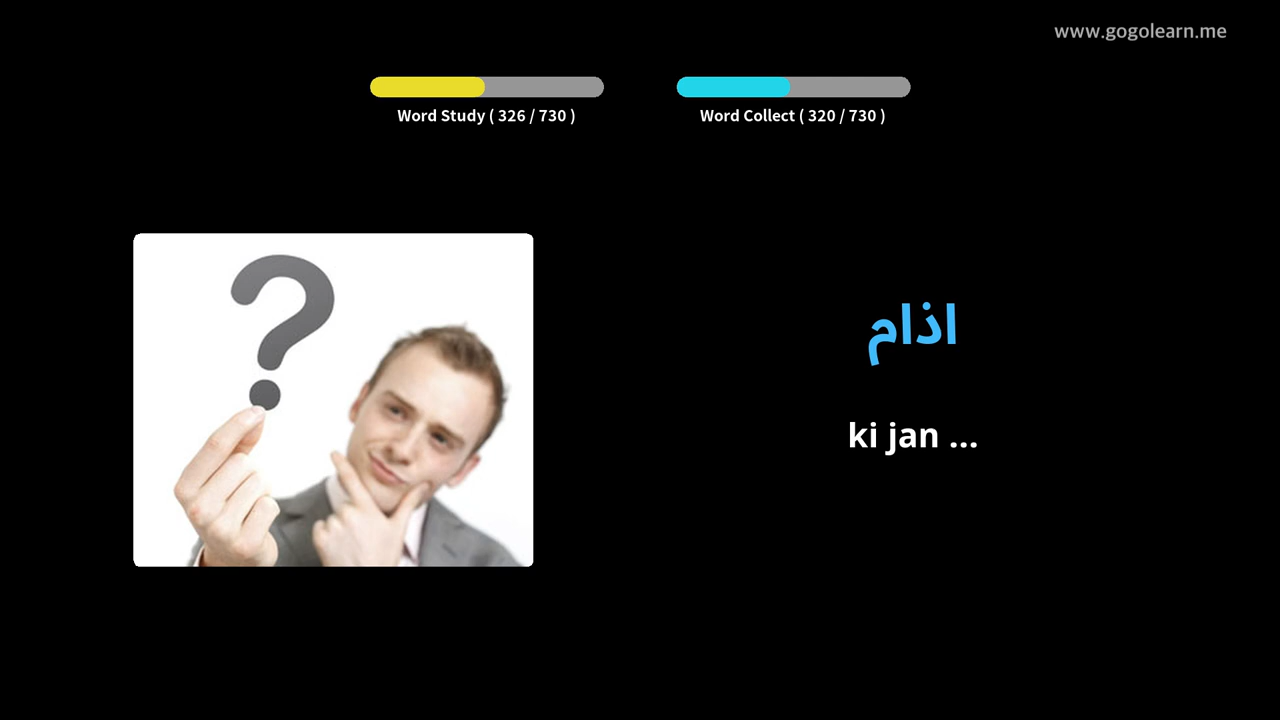 www.gogolearn.me
Word Study ( 326 / 730 )
Word Collect ( 320 / 730 )
اذام
ki jan ...